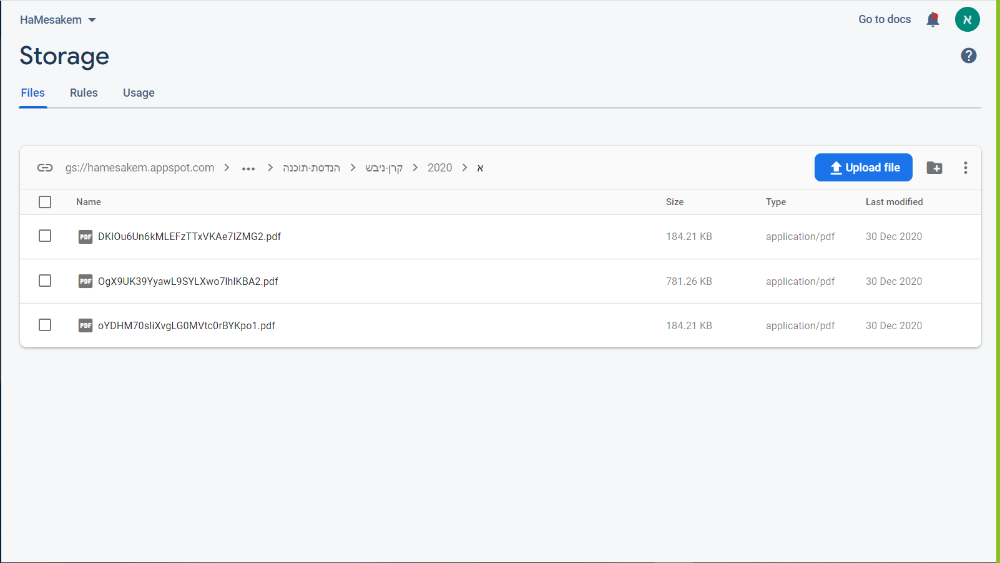 HaMesakem
Go to docs
א
Storage
?
Files Rules Usage
gs://hamesakem.appspot.com > ••• > הנדסת-תוכנה > קרן-ניבש > 2020 > א
Upload file
Name Size Type Last modified
PDF DKIOu6Un6kMLEFzTTxVKAe7IZMG2.pdf 184.21 KB application/pdf 30 Dec 2020
PDF OgX9UK39YyawL9SYLXwo7lhIKBA2.pdf 781.26 KB application/pdf 30 Dec 2020
PDF oYDHM70sIiXvgLG0MVtc0rBYKpo1.pdf 184.21 KB application/pdf 30 Dec 2020